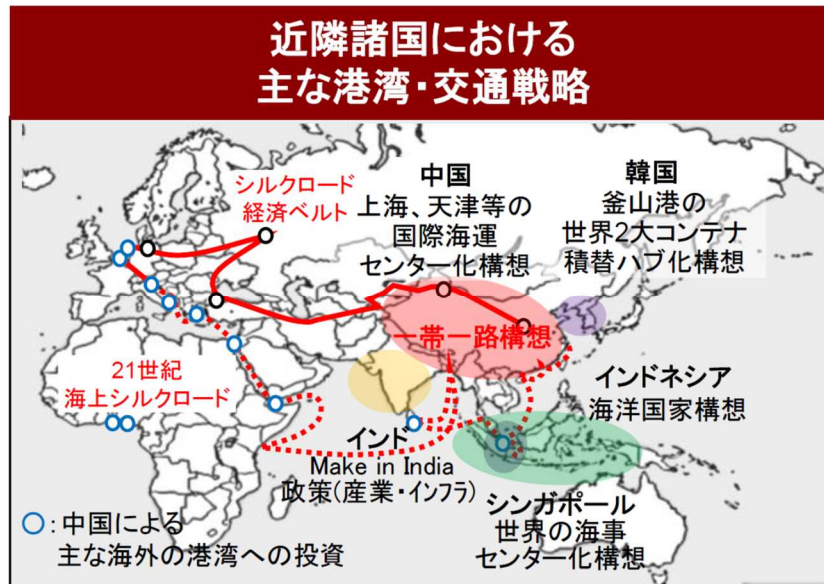 近隣諸国における
主な港湾・交通戦略
シルクロード
経済ベルト
中国
上海、天津等の
国際海運
センター化構想
韓国
釜山港の
世界2大コンテナ
積替ハブ化構想
一帯一路構想
21世紀
海上シルクロード
インドネシア
海洋国家構想
インド
Make in India
政策(産業・インフラ)
シンガポール
世界の海事
センター化構想
○:中国による
主な海外の港湾への投資